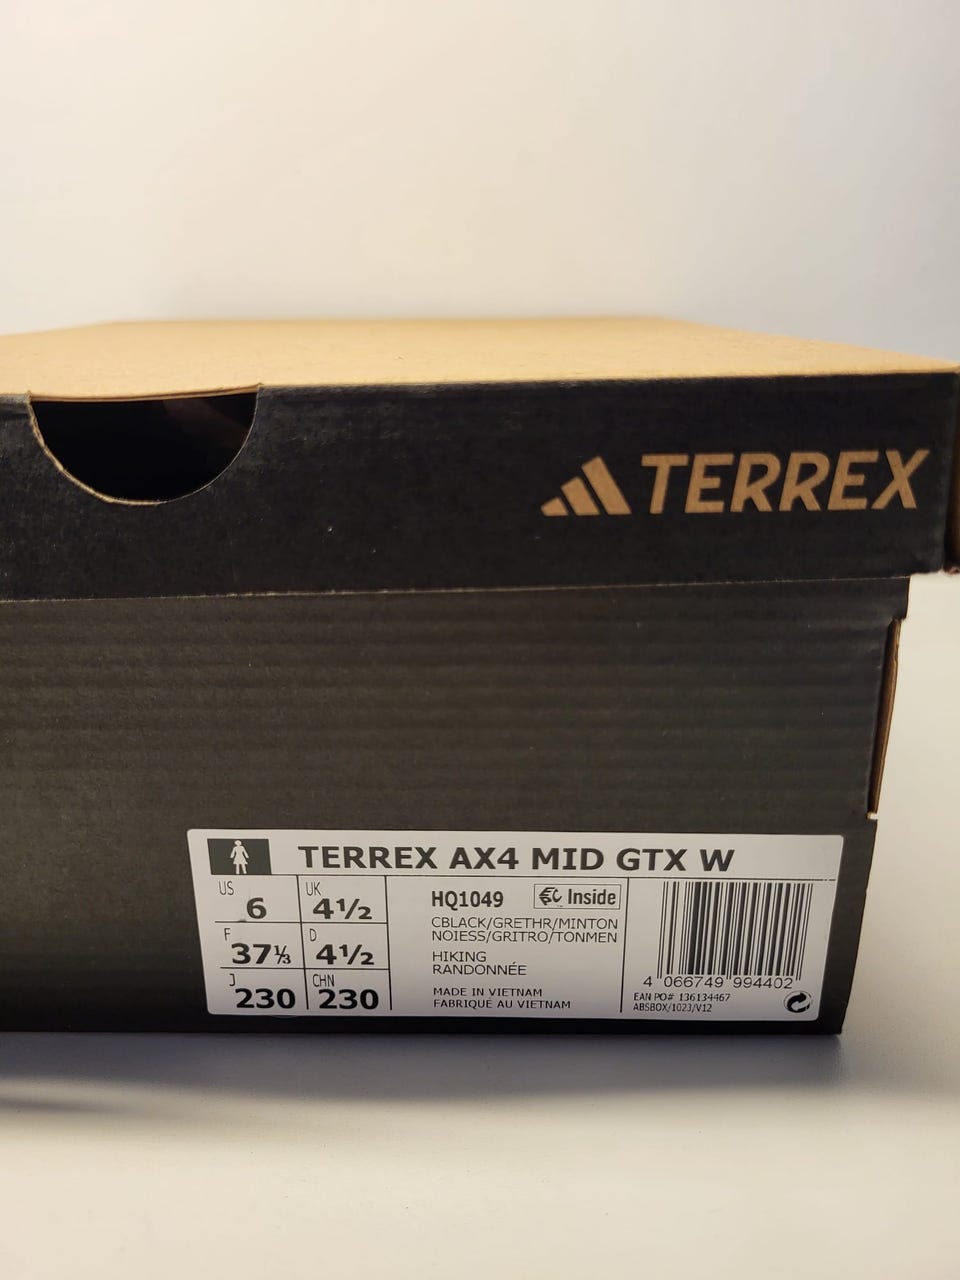 TERREX
TERREX AX4 MID GTX W
US 6 UK 4½
F 37⅓ D 4½
J 230 CHN 230
HQ1049 Inside
CBLACK/GRETHR/MINTON
NOIESS/GRITRO/TONMEN
HIKING
RANDONNÉE
MADE IN VIETNAM
FABRIQUÉ AU VIETNAM
4 066749 994402
EAN PO# 136134467
ABSBOX/1023/V12